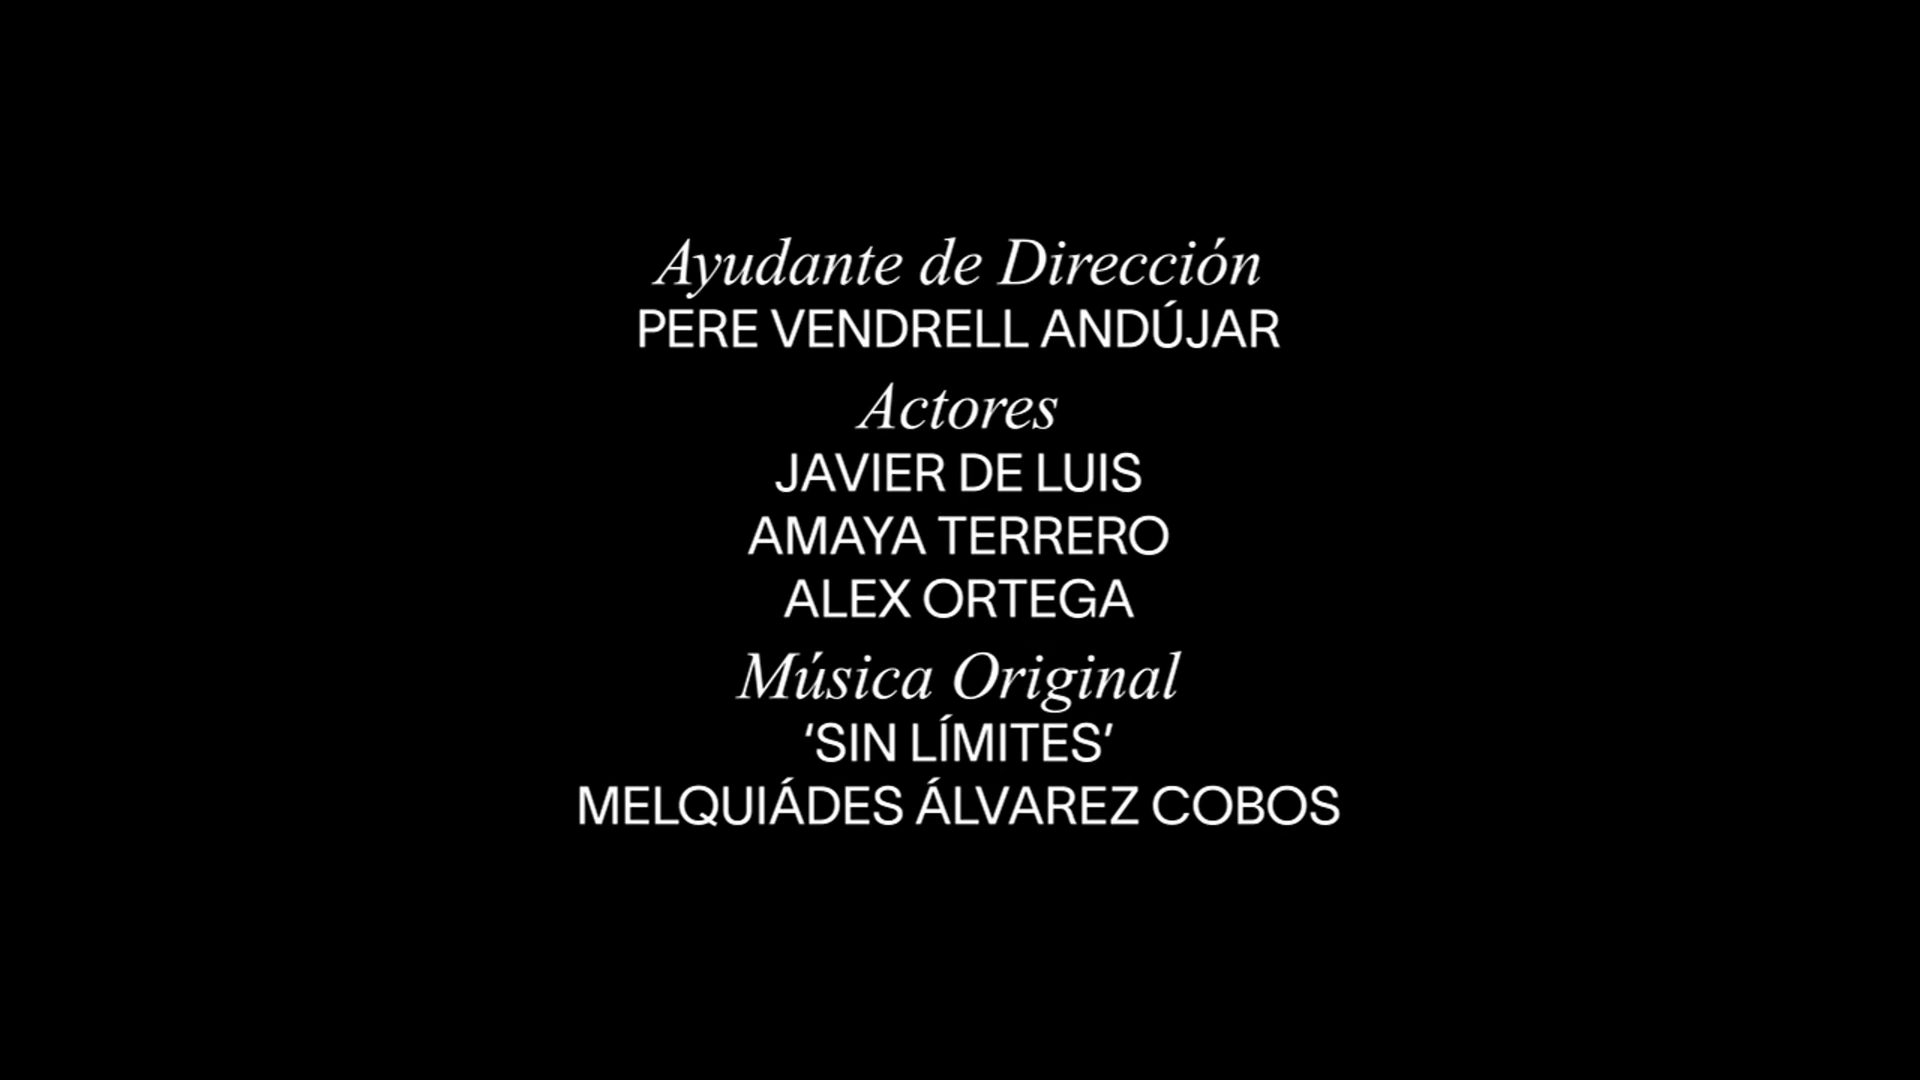 Ayudante de Dirección
PERE VENDRELL ANDÚJAR
Actores
JAVIER DE LUIS
AMAYA TERRERO
ALEX ORTEGA
Música Original
‘SIN LÍMITES’
MELQUIÁDES ÁLVAREZ COBOS